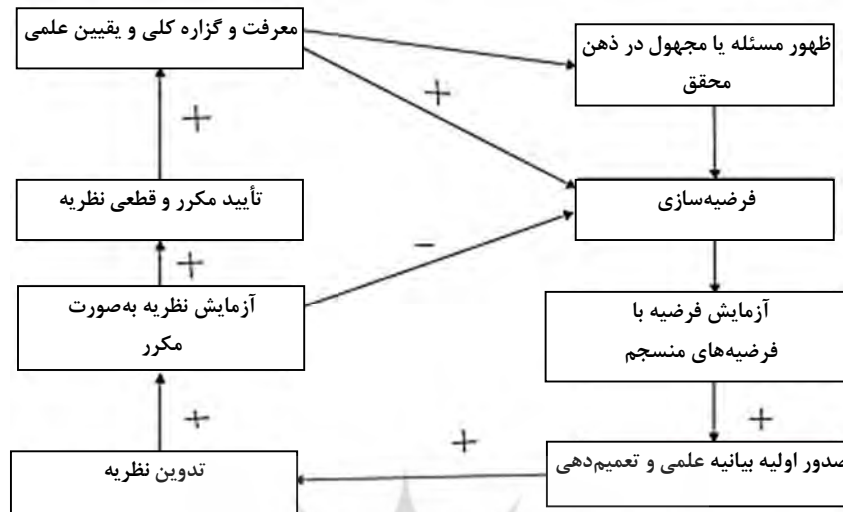 معرفت و گزاره کلی و یقیین علمی
ظهور مسئله یا مجهول در ذهن
محقق
+
+
تأیید مکرر و قطعی نظریه
فرضیه‌سازی
−
+
آزمایش نظریه به‌صورت
مکرر
آزمایش فرضیه با
فرضیه‌های منسجم
+
+
+
تدوین نظریه
صدور اولیه بیانیه علمی و تعمیم‌دهی